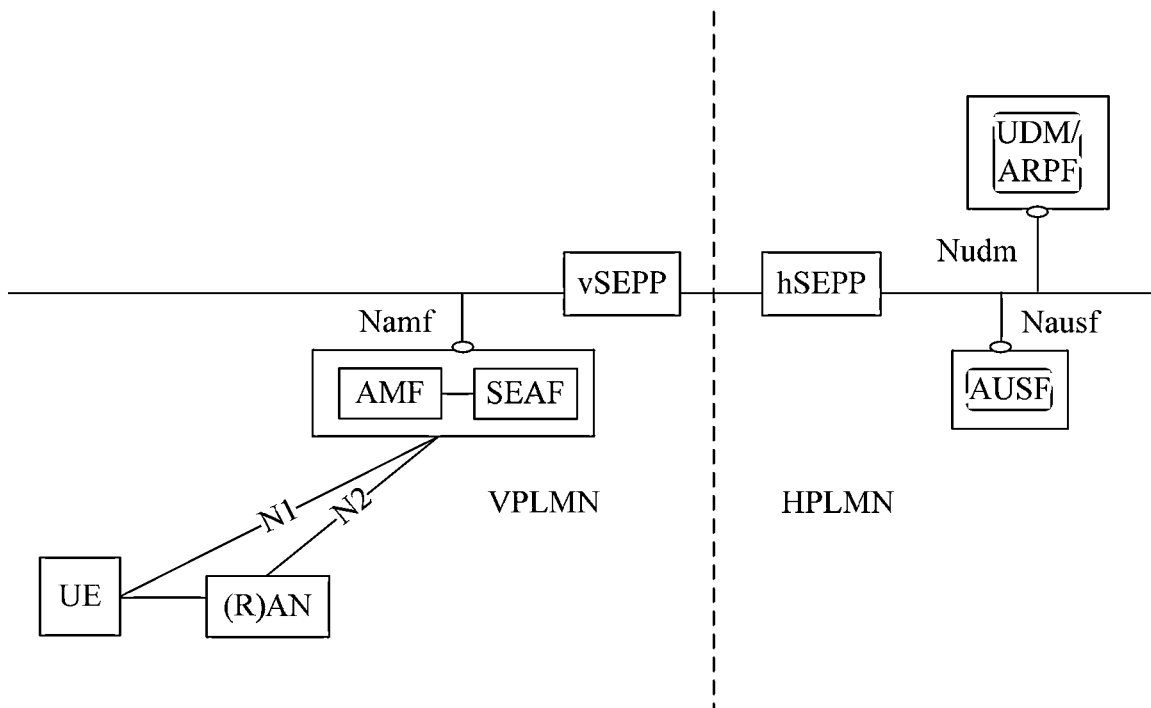 UDM/
ARPF
Nudm
vSEPP
hSEPP
Namf
Nausf
AMF
SEAF
AUSF
N1
N2
VPLMN
HPLMN
UE
(R)AN